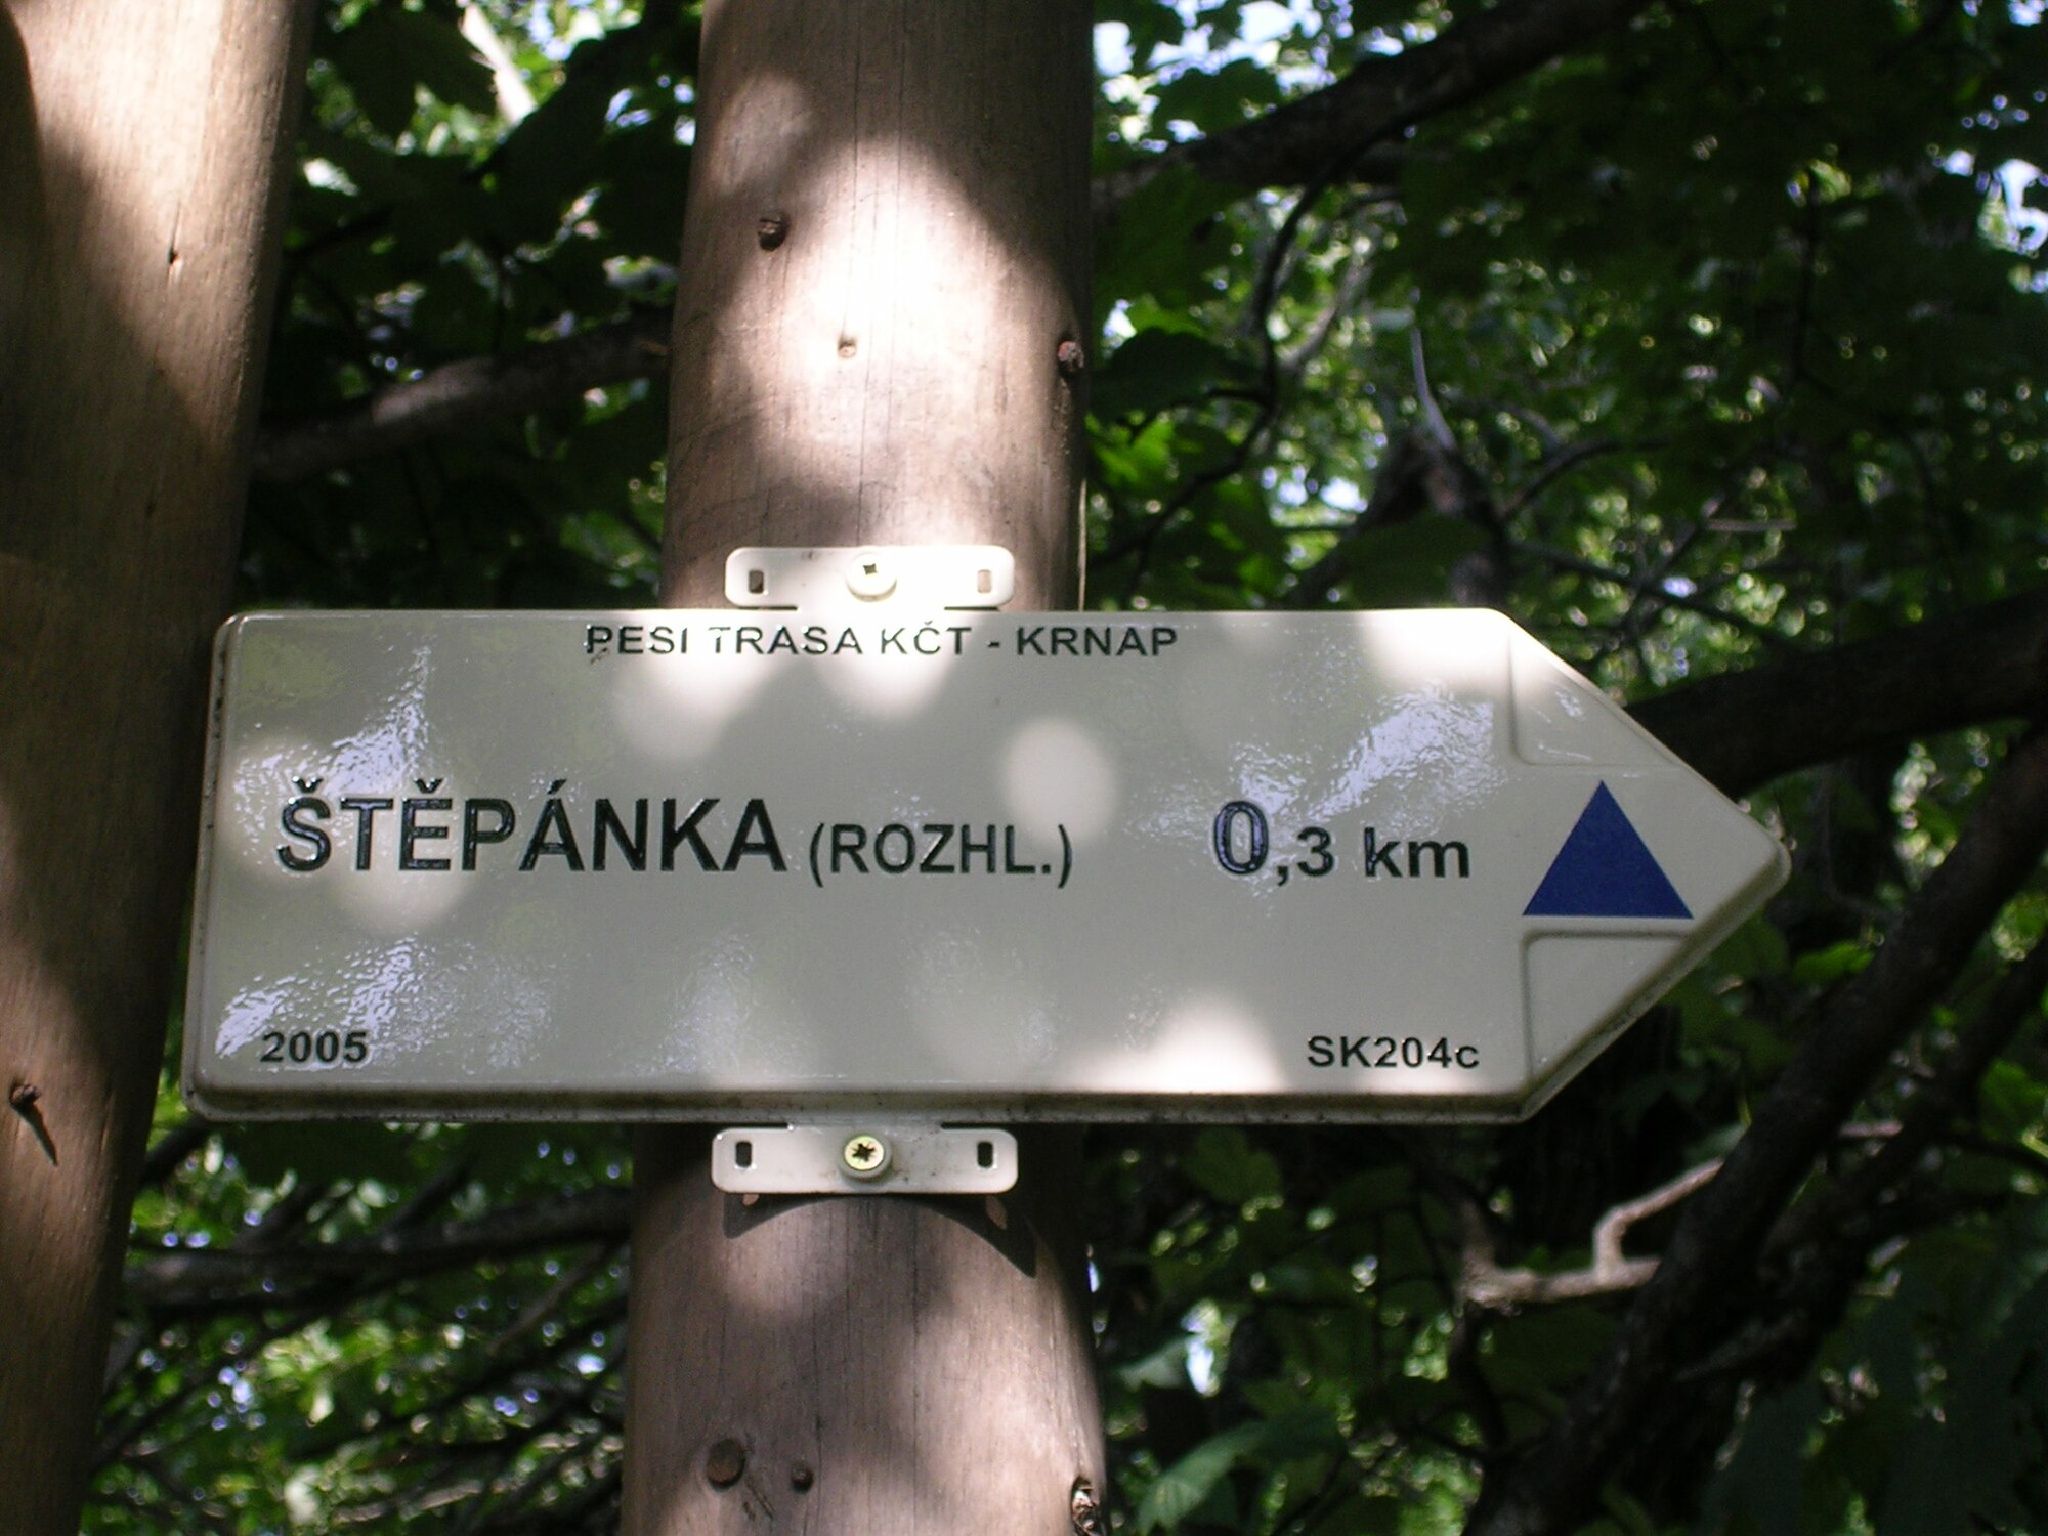 PESI TRASA KČT - KRNAP
ŠTĚPÁNKA (ROZHL.) 0,3 km
2005 SK204c